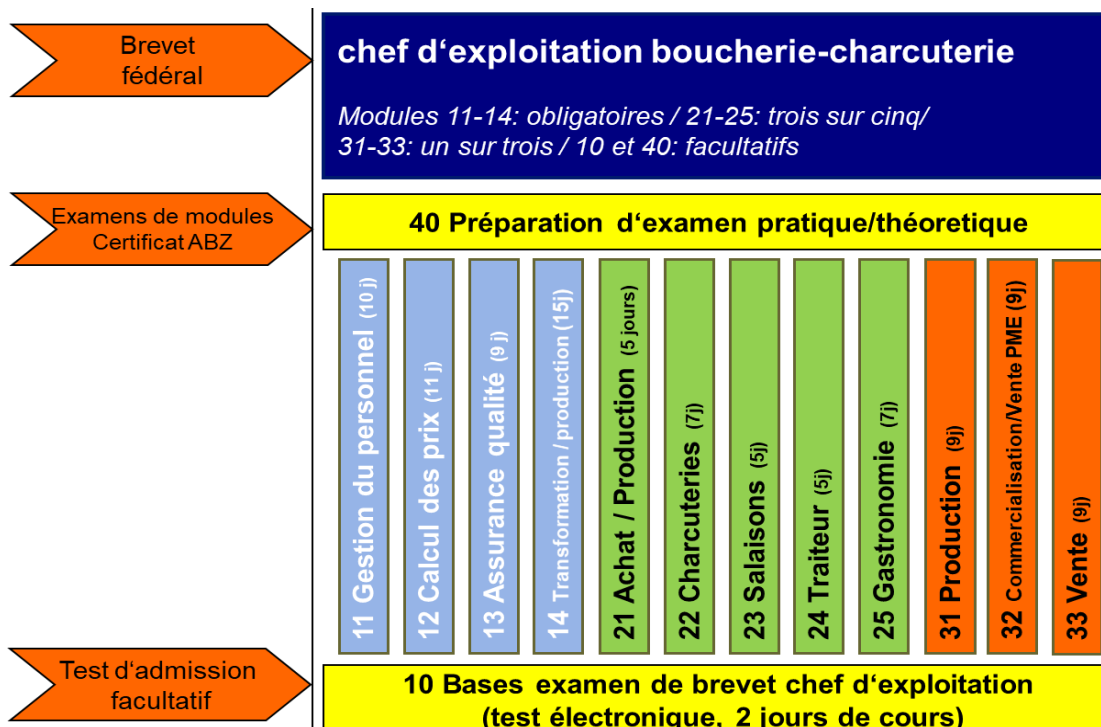 Brevet
fédéral
chef d‘exploitation boucherie-charcuterie
Modules 11-14: obligatoires / 21-25: trois sur cinq/
31-33: un sur trois / 10 et 40: facultatifs
Examens de modules
Certificat ABZ
40 Préparation d‘examen pratique/théoretique
11 Gestion du personnel (10 j)
12 Calcul des prix (11 j)
13 Assurance qualité (9 j)
14 Transformation / production (15j)
21 Achat / Production (5 jours)
22 Charcuteries (7j)
23 Salaisons (5j)
24 Traiteur (5j)
25 Gastronomie (7j)
31 Production (9j)
32 Commercialisation/Vente PME (9j)
33 Vente (9j)
Test d‘admission
facultatif
10 Bases examen de brevet chef d‘exploitation
(test électronique, 2 jours de cours)